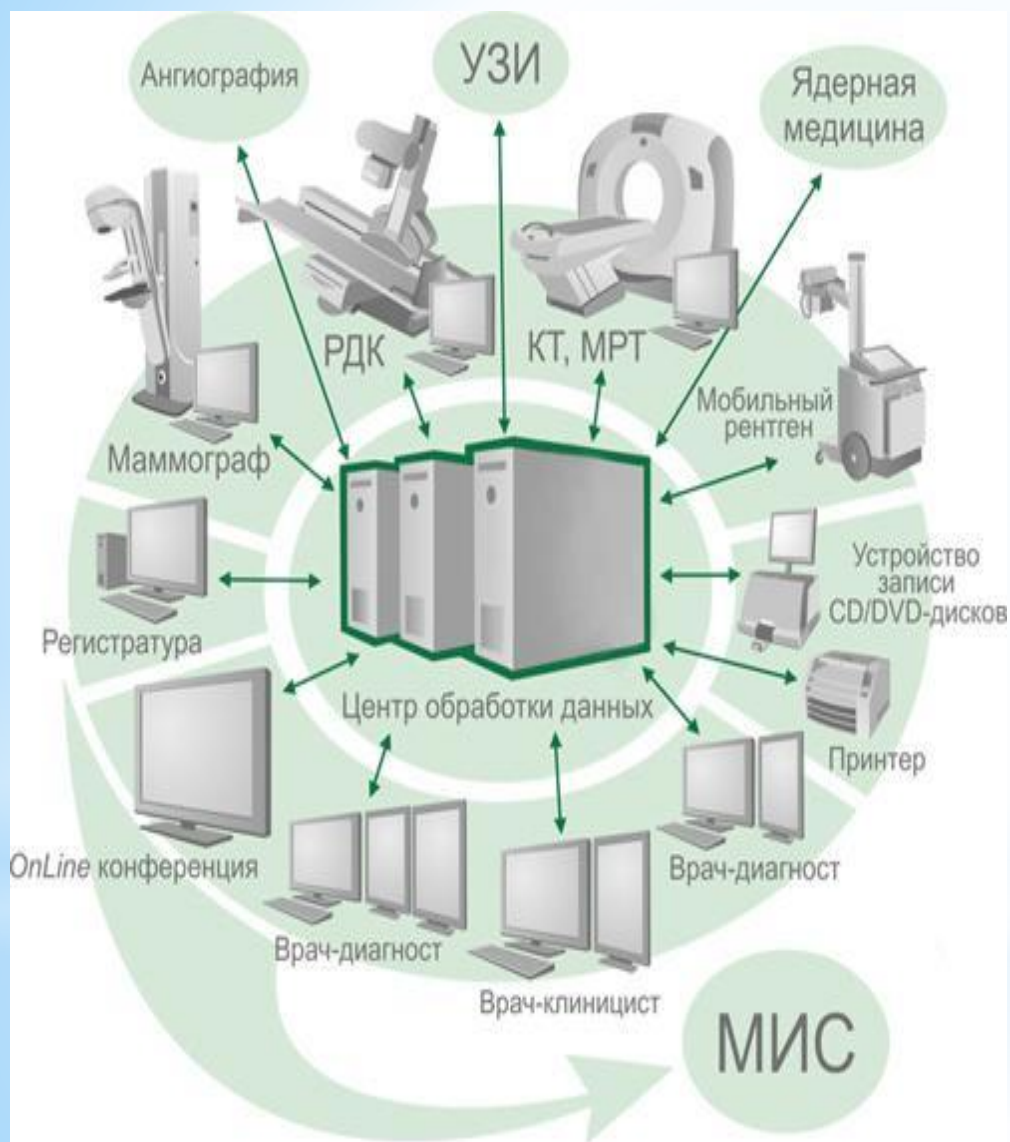 Ангиография
УЗИ
Ядерная
медицина
РДК
КТ, МРТ
Мобильный
рентген
Маммограф
Устройство
записи
CD/DVD-дисков
Регистратура
Центр обработки данных
Принтер
OnLine конференция
Врач-диагност
Врач-диагност
Врач-клиницист
МИС